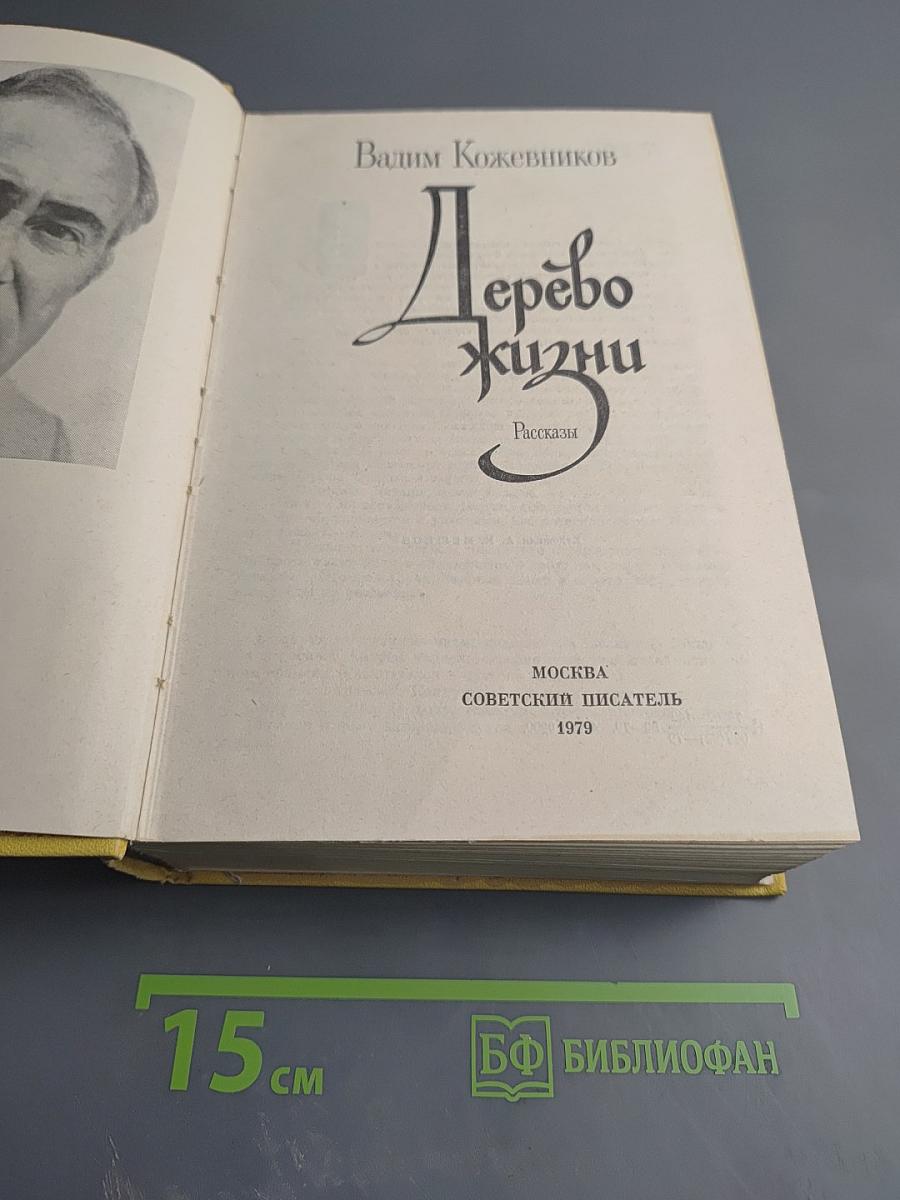 Вадим Кожевников
Дерево
жизни
Рассказы
МОСКВА
СОВЕТСКИЙ ПИСАТЕЛЬ
1979
15 см
БФ БИБЛИОФАН